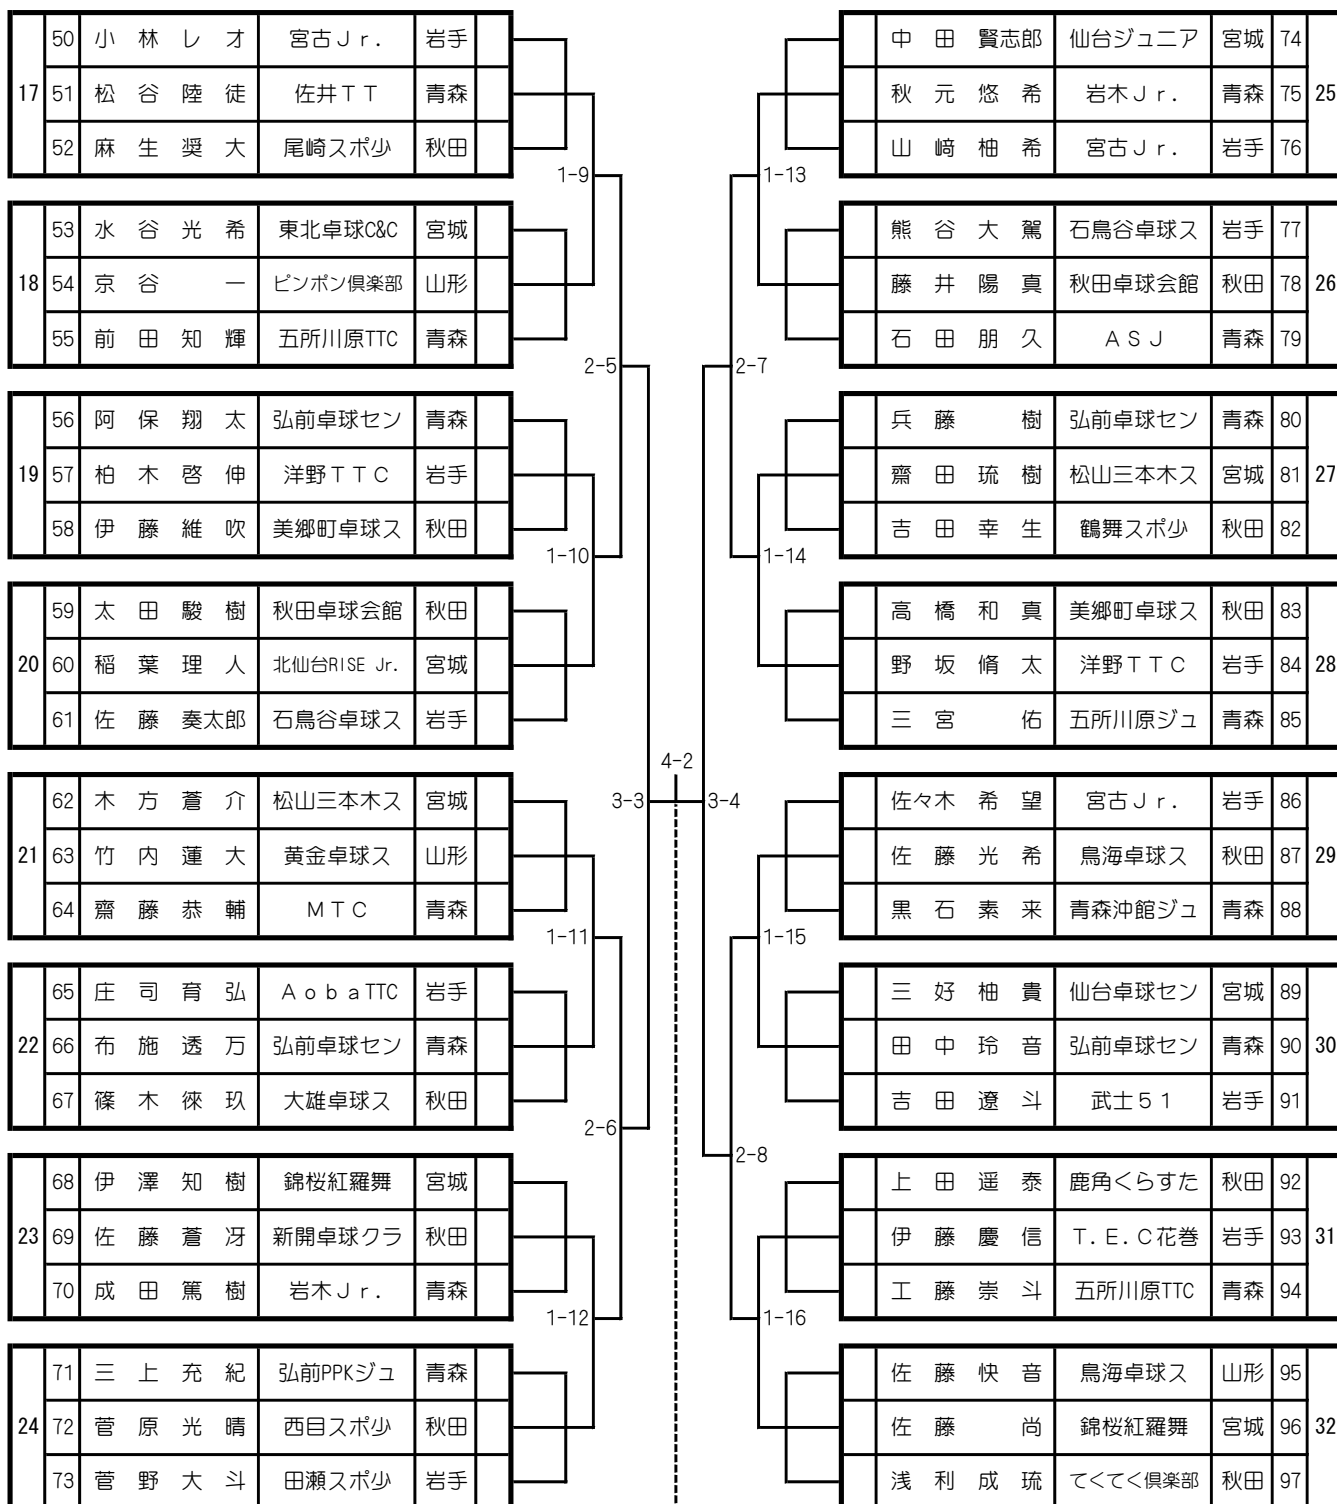 50 小林レオ 宮古Ｊｒ. 岩手
17 51 松谷陸徒 佐井ＴＴ 青森
52 麻生奨大 尾崎スポ少 秋田
1-9
53 水谷光希 東北卓球C&C 宮城
18 54 京谷一 ピンポン倶楽部 山形
55 前田知輝 五所川原TTC 青森
2-5
56 阿保翔太 弘前卓球セン 青森
19 57 柏木啓伸 洋野ＴＴＣ 岩手
58 伊藤維吹 美郷町卓球ス 秋田
1-10
59 太田駿樹 秋田卓球会館 秋田
20 60 稲葉理人 北仙台RISE Jr. 宮城
61 佐藤奏太郎 石鳥谷卓球ス 岩手
3-3
62 木方蒼介 松山三本木ス 宮城
21 63 竹内蓮大 黄金卓球ス 山形
64 齋藤恭輔 ＭＴＣ 青森
1-11
65 庄司育弘 ＡｏｂａTTC 岩手
22 66 布施透万 弘前卓球セン 青森
67 篠木徠玖 大雄卓球ス 秋田
2-6
68 伊澤知樹 錦桜紅羅舞 宮城
23 69 佐藤蒼冴 新開卓球クラ 秋田
70 成田篤樹 岩木Ｊｒ. 青森
1-12
71 三上充紀 弘前PPKジュ 青森
24 72 菅原光晴 西目スポ少 秋田
73 菅野大斗 田瀬スポ少 岩手
4-2
中田賢志郎 仙台ジュニア 宮城 74
秋元悠希 岩木Ｊｒ. 青森 75 25
山﨑柚希 宮古Ｊｒ. 岩手 76
1-13
熊谷大駕 石鳥谷卓球ス 岩手 77
藤井陽真 秋田卓球会館 秋田 78 26
石田朋久 ＡＳＪ 青森 79
2-7
兵藤樹 弘前卓球セン 青森 80
齋田琉樹 松山三本木ス 宮城 81 27
吉田幸生 鶴舞スポ少 秋田 82
1-14
高橋和真 美郷町卓球ス 秋田 83
野坂脩太 洋野ＴＴＣ 岩手 84 28
三宮佑 五所川原ジュ 青森 85
3-4
佐々木希望 宮古Ｊｒ. 岩手 86
佐藤光希 鳥海卓球ス 秋田 87 29
黒石素来 青森沖館ジュ 青森 88
1-15
三好柚貴 仙台卓球セン 宮城 89
田中玲音 弘前卓球セン 青森 90 30
吉田遼斗 武士５１ 岩手 91
2-8
上田遥泰 鹿角くらすた 秋田 92
伊藤慶信 Ｔ.Ｅ.Ｃ花巻 岩手 93 31
工藤崇斗 五所川原TTC 青森 94
1-16
佐藤快音 鳥海卓球ス 山形 95
佐藤尚 錦桜紅羅舞 宮城 96 32
浅利成琉 てくてく倶楽部 秋田 97